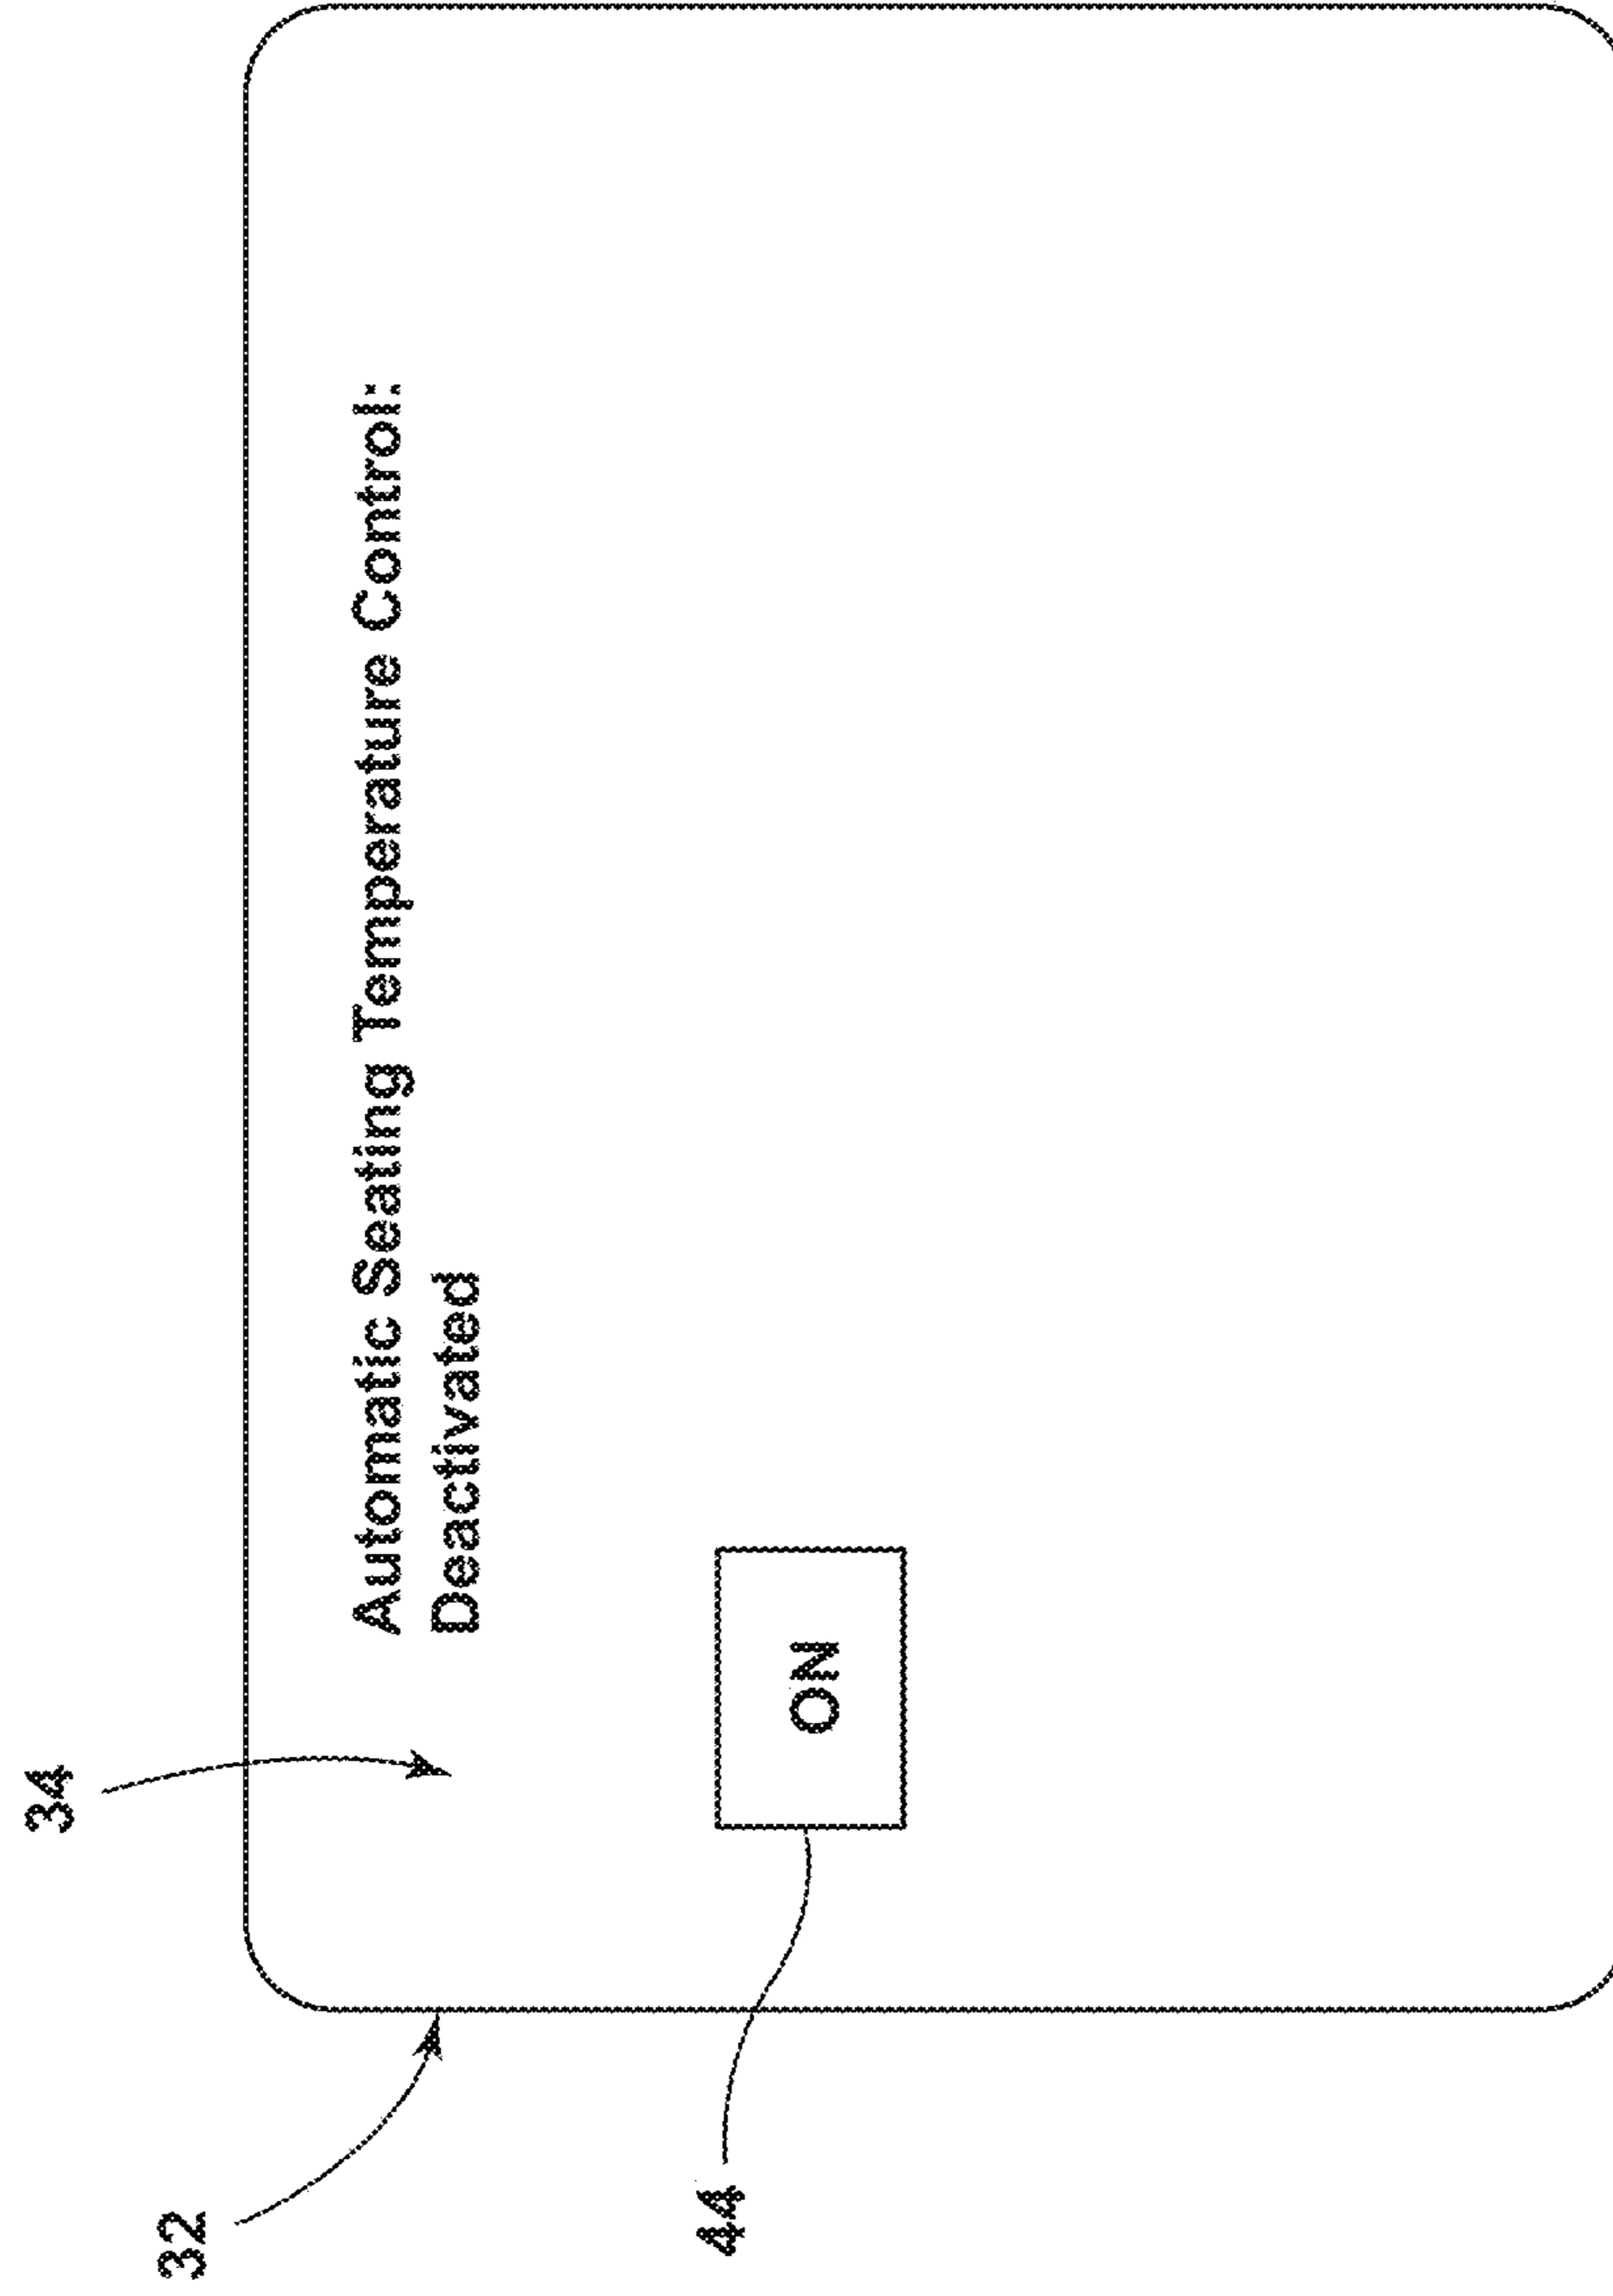 34
32
Automatic Seating Temperature Control:
Deactivated
44
ON